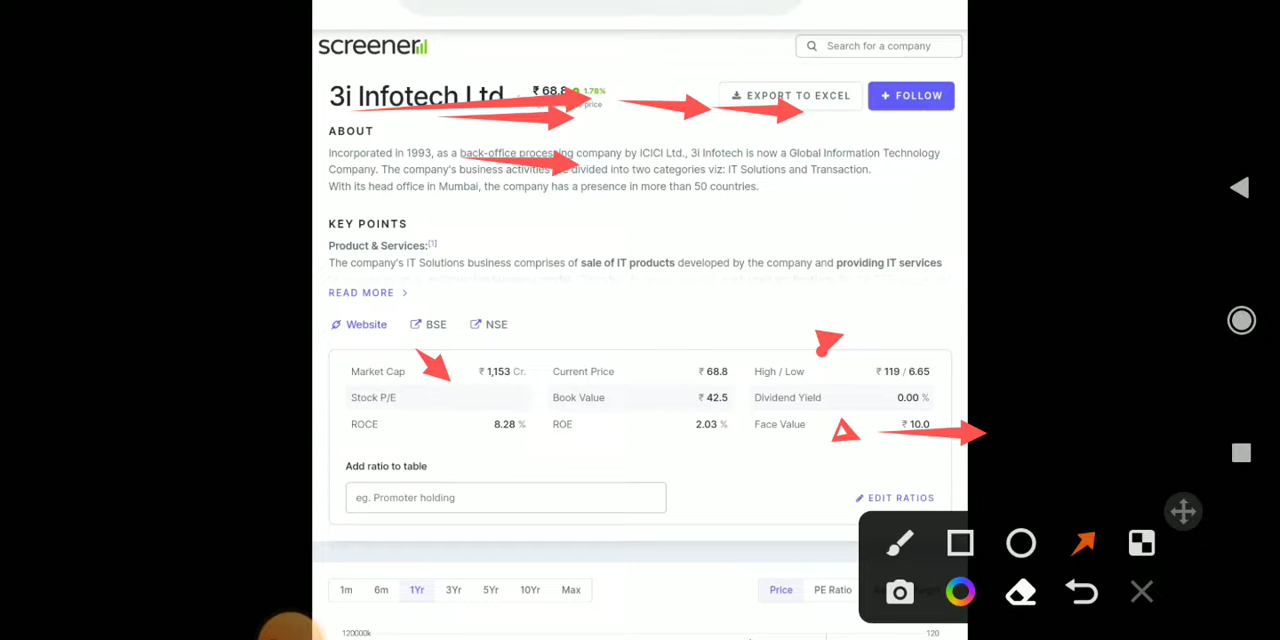 screener
Search for a company
3i Infotech Ltd
₹ 68.8 1.78%
price
EXPORT TO EXCEL
+ FOLLOW
ABOUT
Incorporated in 1993, as a back-office processing company by ICICI Ltd., 3i Infotech is now a Global Information Technology
Company. The company's business activities are divided into two categories viz: IT Solutions and Transaction.
With its head office in Mumbai, the company has a presence in more than 50 countries.
KEY POINTS
Product & Services:[1]
The company's IT Solutions business comprises of sale of IT products developed by the company and providing IT services
READ MORE >
Website BSE NSE
Market Cap ₹ 1,153 Cr. Current Price ₹ 68.8 High / Low ₹ 119 / 6.65
Stock P/E Book Value ₹ 42.5 Dividend Yield 0.00 %
ROCE 8.28 % ROE 2.03 % Face Value ₹ 10.0
Add ratio to table
eg. Promoter holding
EDIT RATIOS
1m 6m 1Yr 3Yr 5Yr 10Yr Max Price PE Ratio
120000k 120